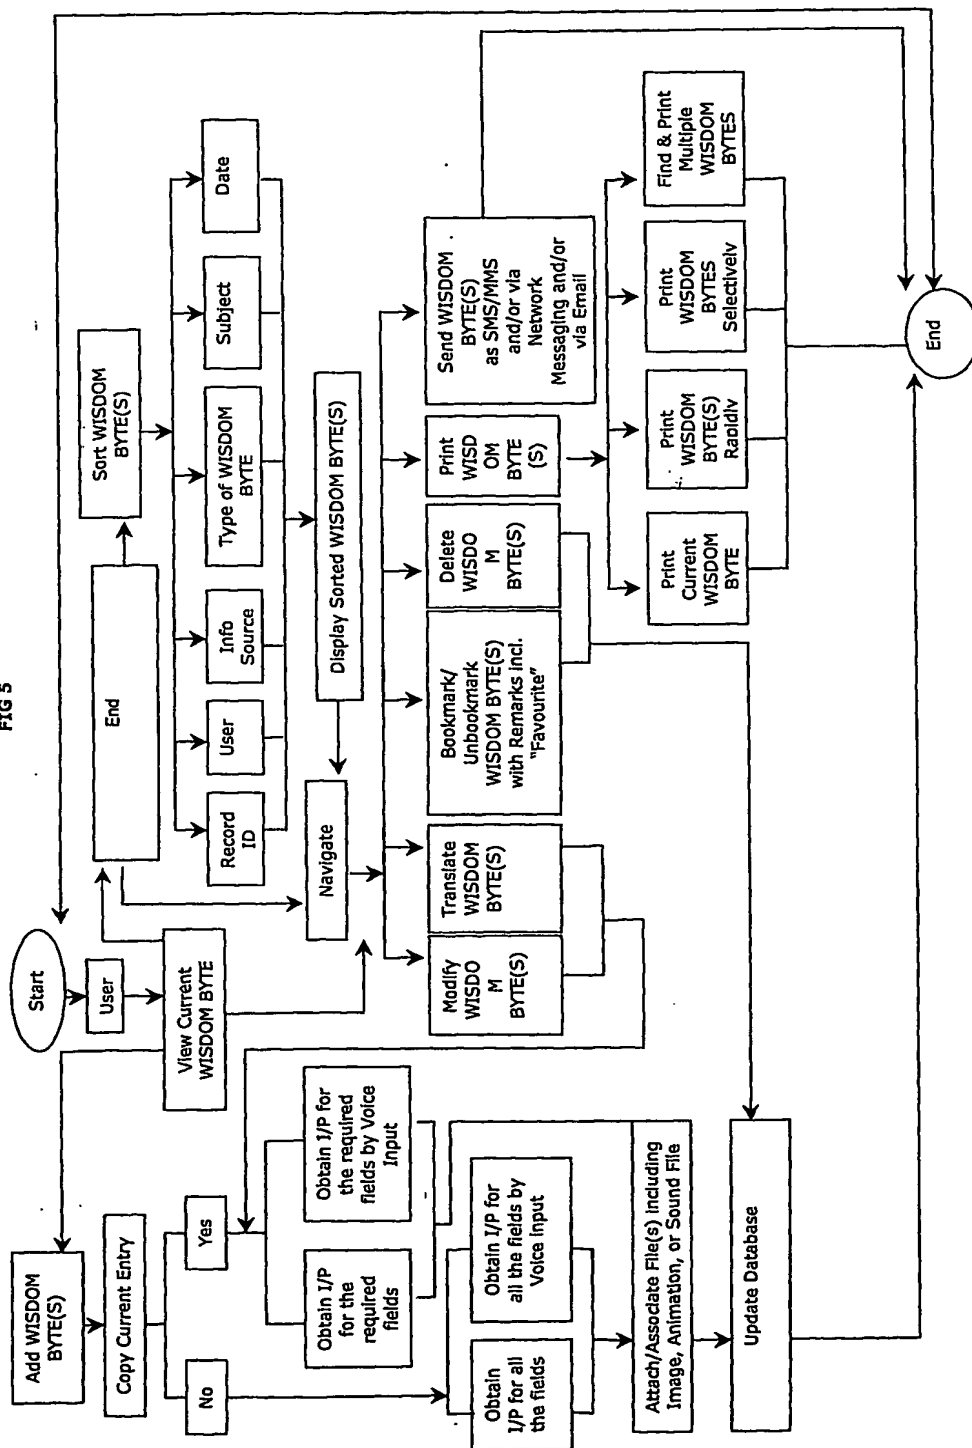 FIG 5
Start
User
View Current
WISDOM BYTE
End
Sort WISDOM
BYTE(S)
Record
ID
User
Info
Source
Type of WISDOM
BYTE
Subject
Date
Display Sorted WISDOM BYTE(S)
Navigate
Modify
WISDO
M
BYTE(S)
Translate
WISDOM
BYTE(S)
Bookmark/
Unbookmark
WISDOM BYTE(S)
with Remarks incl.
"Favourite"
Delete
WISDO
M
BYTE(S)
Print
WISD
OM
BYTE
(S)
Send WISDOM
BYTE(S)
as SMS/MMS
and/or via
Network
Messaging and/or
via Email
Print
Current
WISDOM
BYTE
Print
WISDOM
BYTE(S)
Rapidly
Print
WISDOM
BYTES
Selectively
Find & Print
Multiple
WISDOM
BYTES
End
Add WISDOM
BYTE(S)
Copy Current Entry
No
Yes
Obtain I/P
for the
required
fields
Obtain I/P for
the required
fields by Voice
Input
Obtain
I/P for all
the fields
Obtain I/P for
all the fields by
Voice Input
Attach/Associate File(s) including
Image, Animation, or Sound File
Update Database